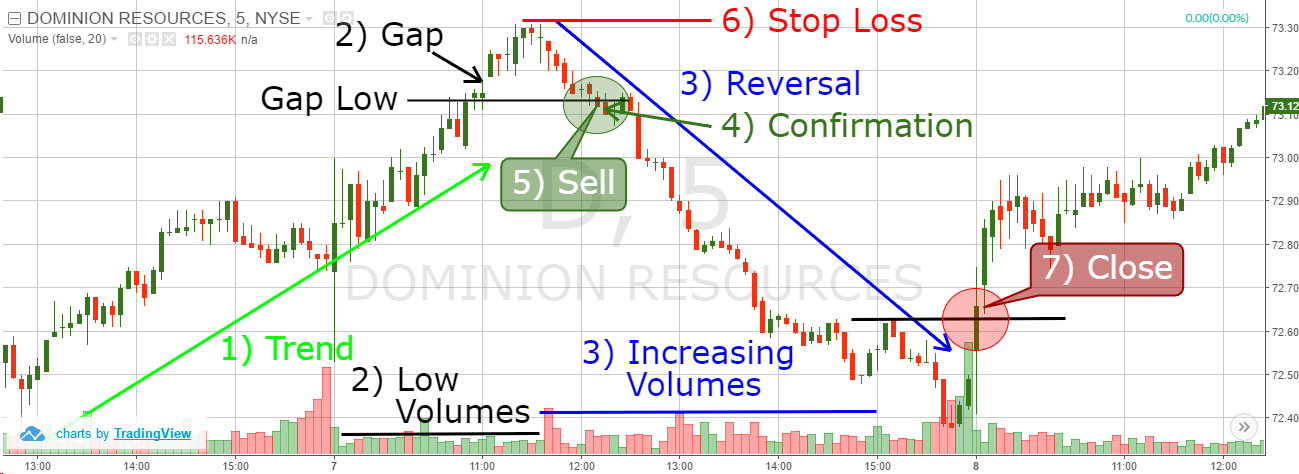 DOMINION RESOURCES, 5, NYSE
0.00(0.00%)
Volume (false, 20) 115.636K n/a
6) Stop Loss
2) Gap
73.30
73.20
3) Reversal
Gap Low
73.12
73.10
4) Confirmation
73.00
5) Sell
D, 5
72.90
72.80
7) Close
DOMINION RESOURCES
72.70
72.60
1) Trend
3) Increasing
Volumes
72.50
2) Low
Volumes
72.40
charts by TradingView
13:00 14:00 15:00 7 11:00 12:00 13:00 14:00 15:00 8 11:00 12:00